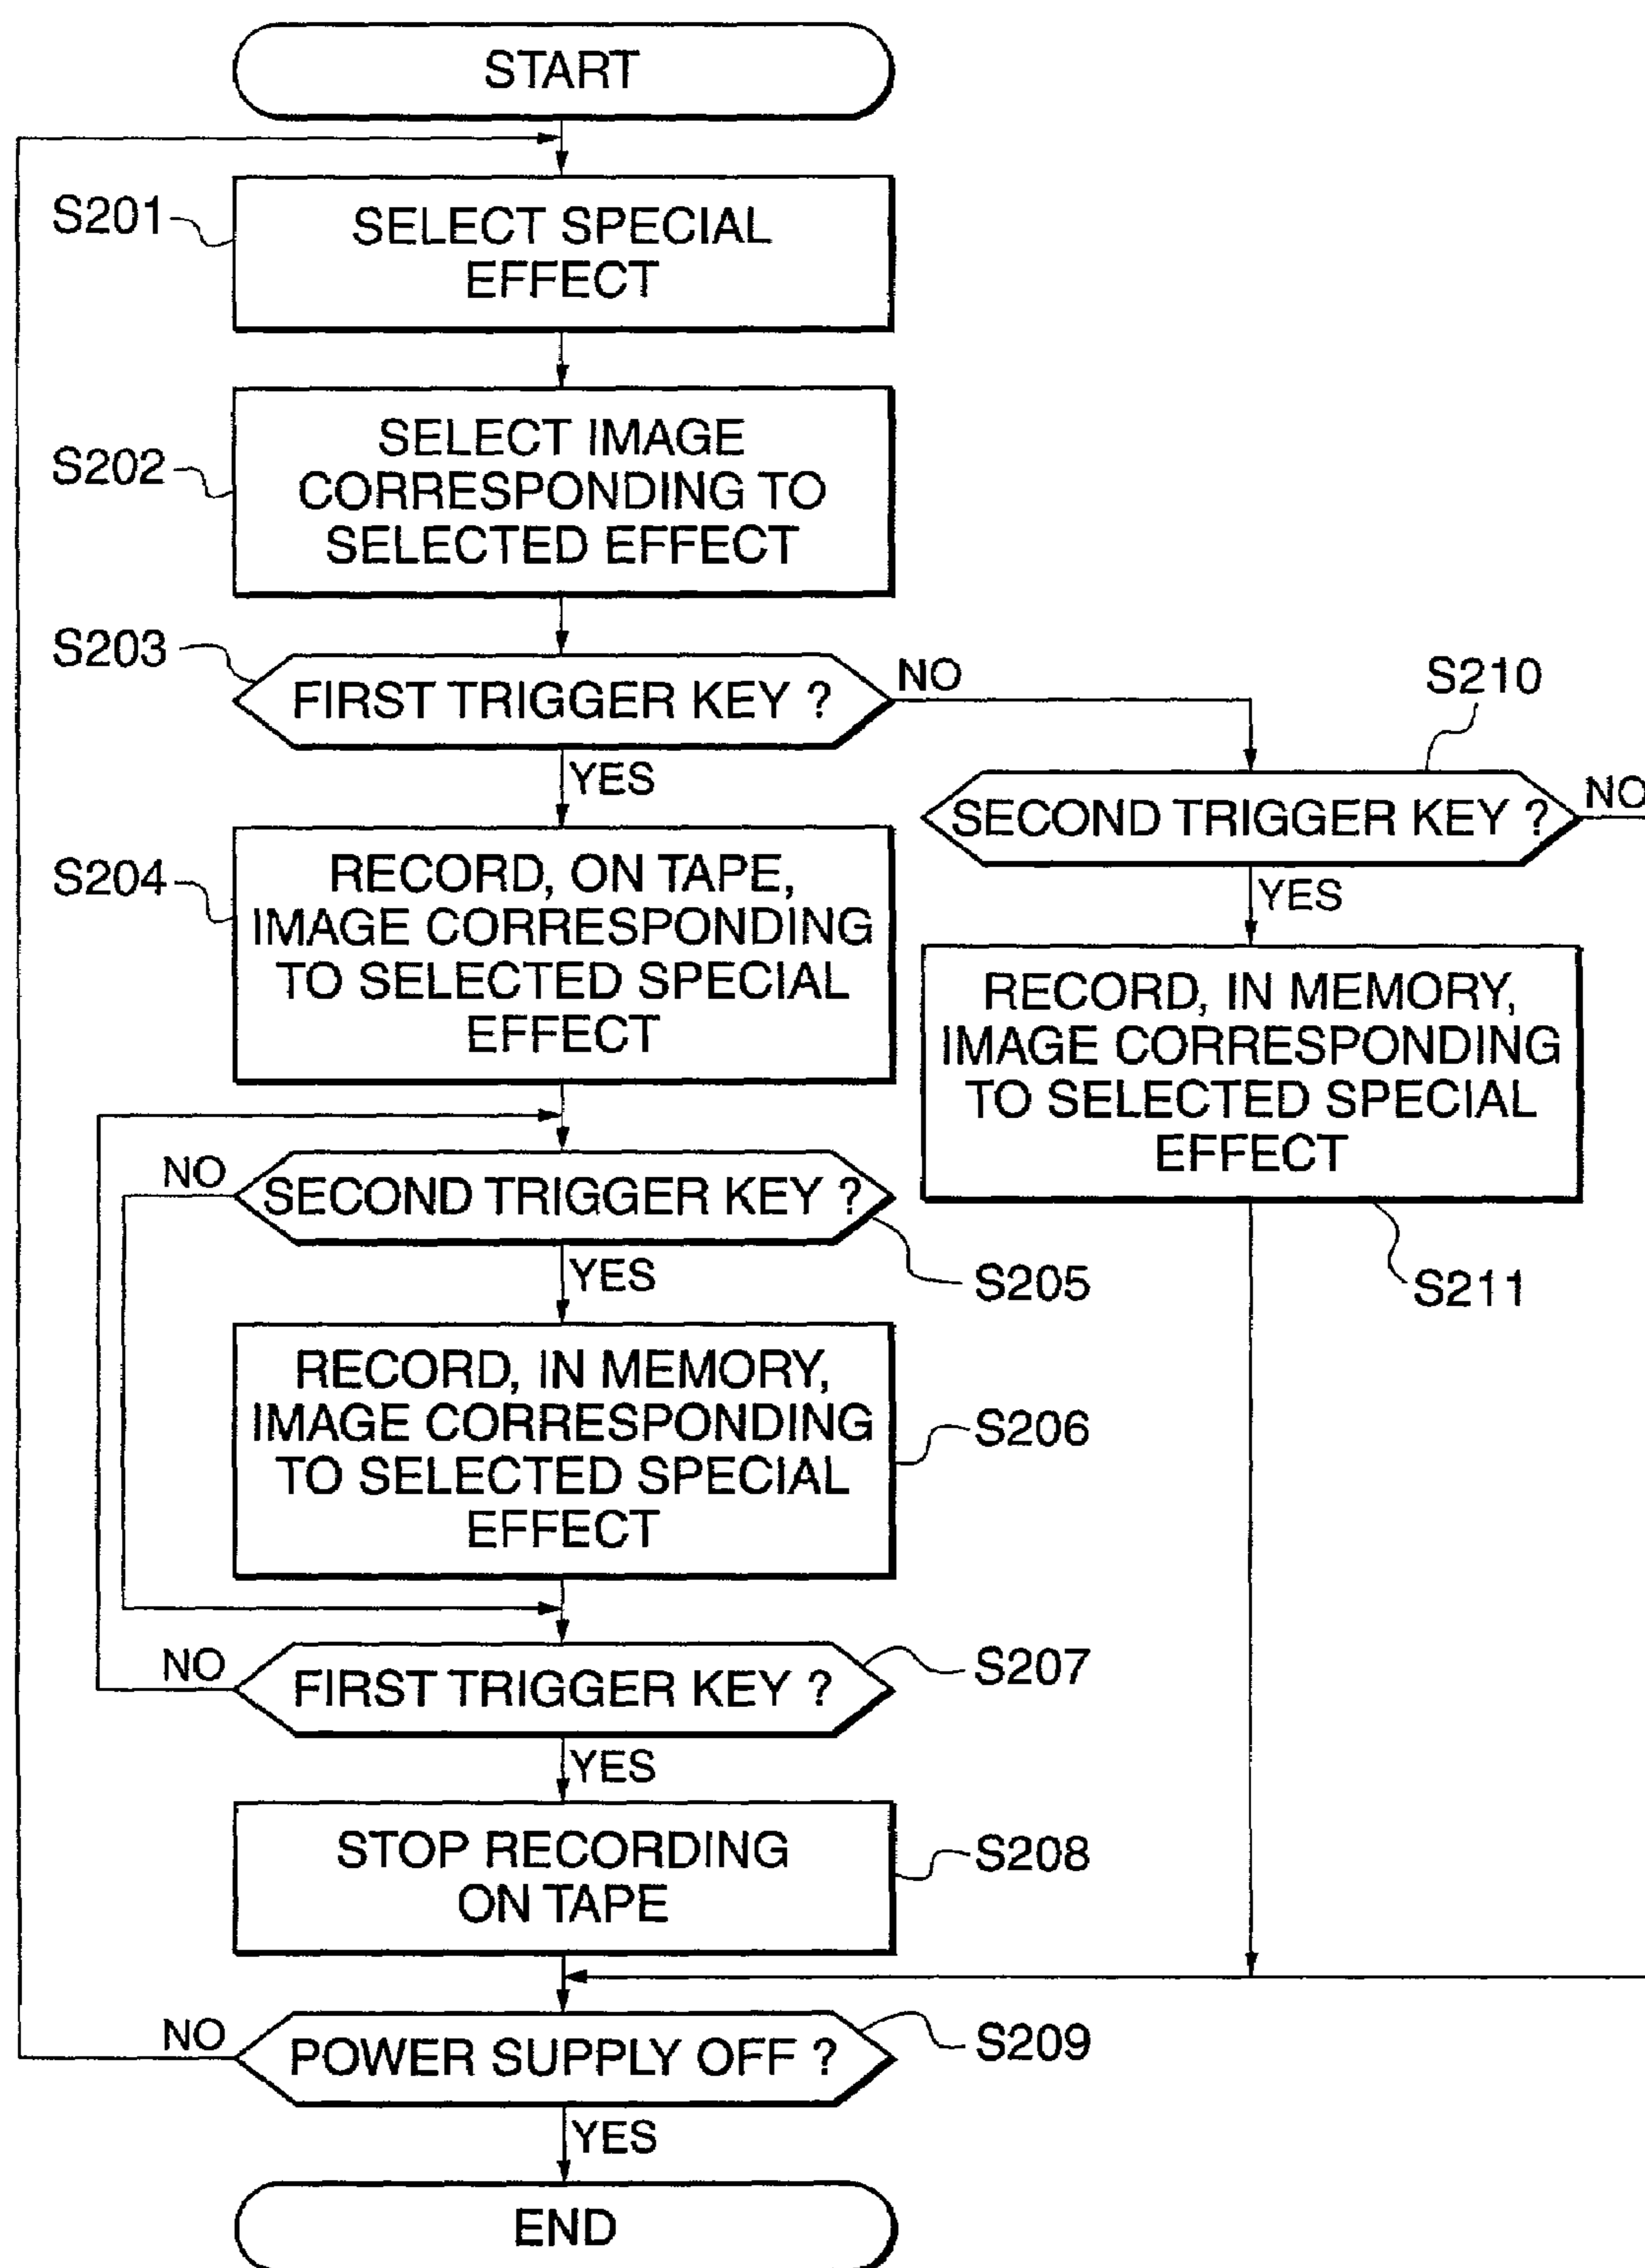 START
S201
SELECT SPECIAL
EFFECT
S202
SELECT IMAGE
CORRESPONDING TO
SELECTED EFFECT
S203
FIRST TRIGGER KEY ?
NO
YES
S210
SECOND TRIGGER KEY ?
NO
YES
S204
RECORD, ON TAPE,
IMAGE CORRESPONDING
TO SELECTED SPECIAL
EFFECT
RECORD, IN MEMORY,
IMAGE CORRESPONDING
TO SELECTED SPECIAL
EFFECT
S211
NO
SECOND TRIGGER KEY ?
S205
YES
RECORD, IN MEMORY,
IMAGE CORRESPONDING
TO SELECTED SPECIAL
EFFECT
S206
NO
FIRST TRIGGER KEY ?
S207
YES
STOP RECORDING
ON TAPE
S208
NO
POWER SUPPLY OFF ?
S209
YES
END